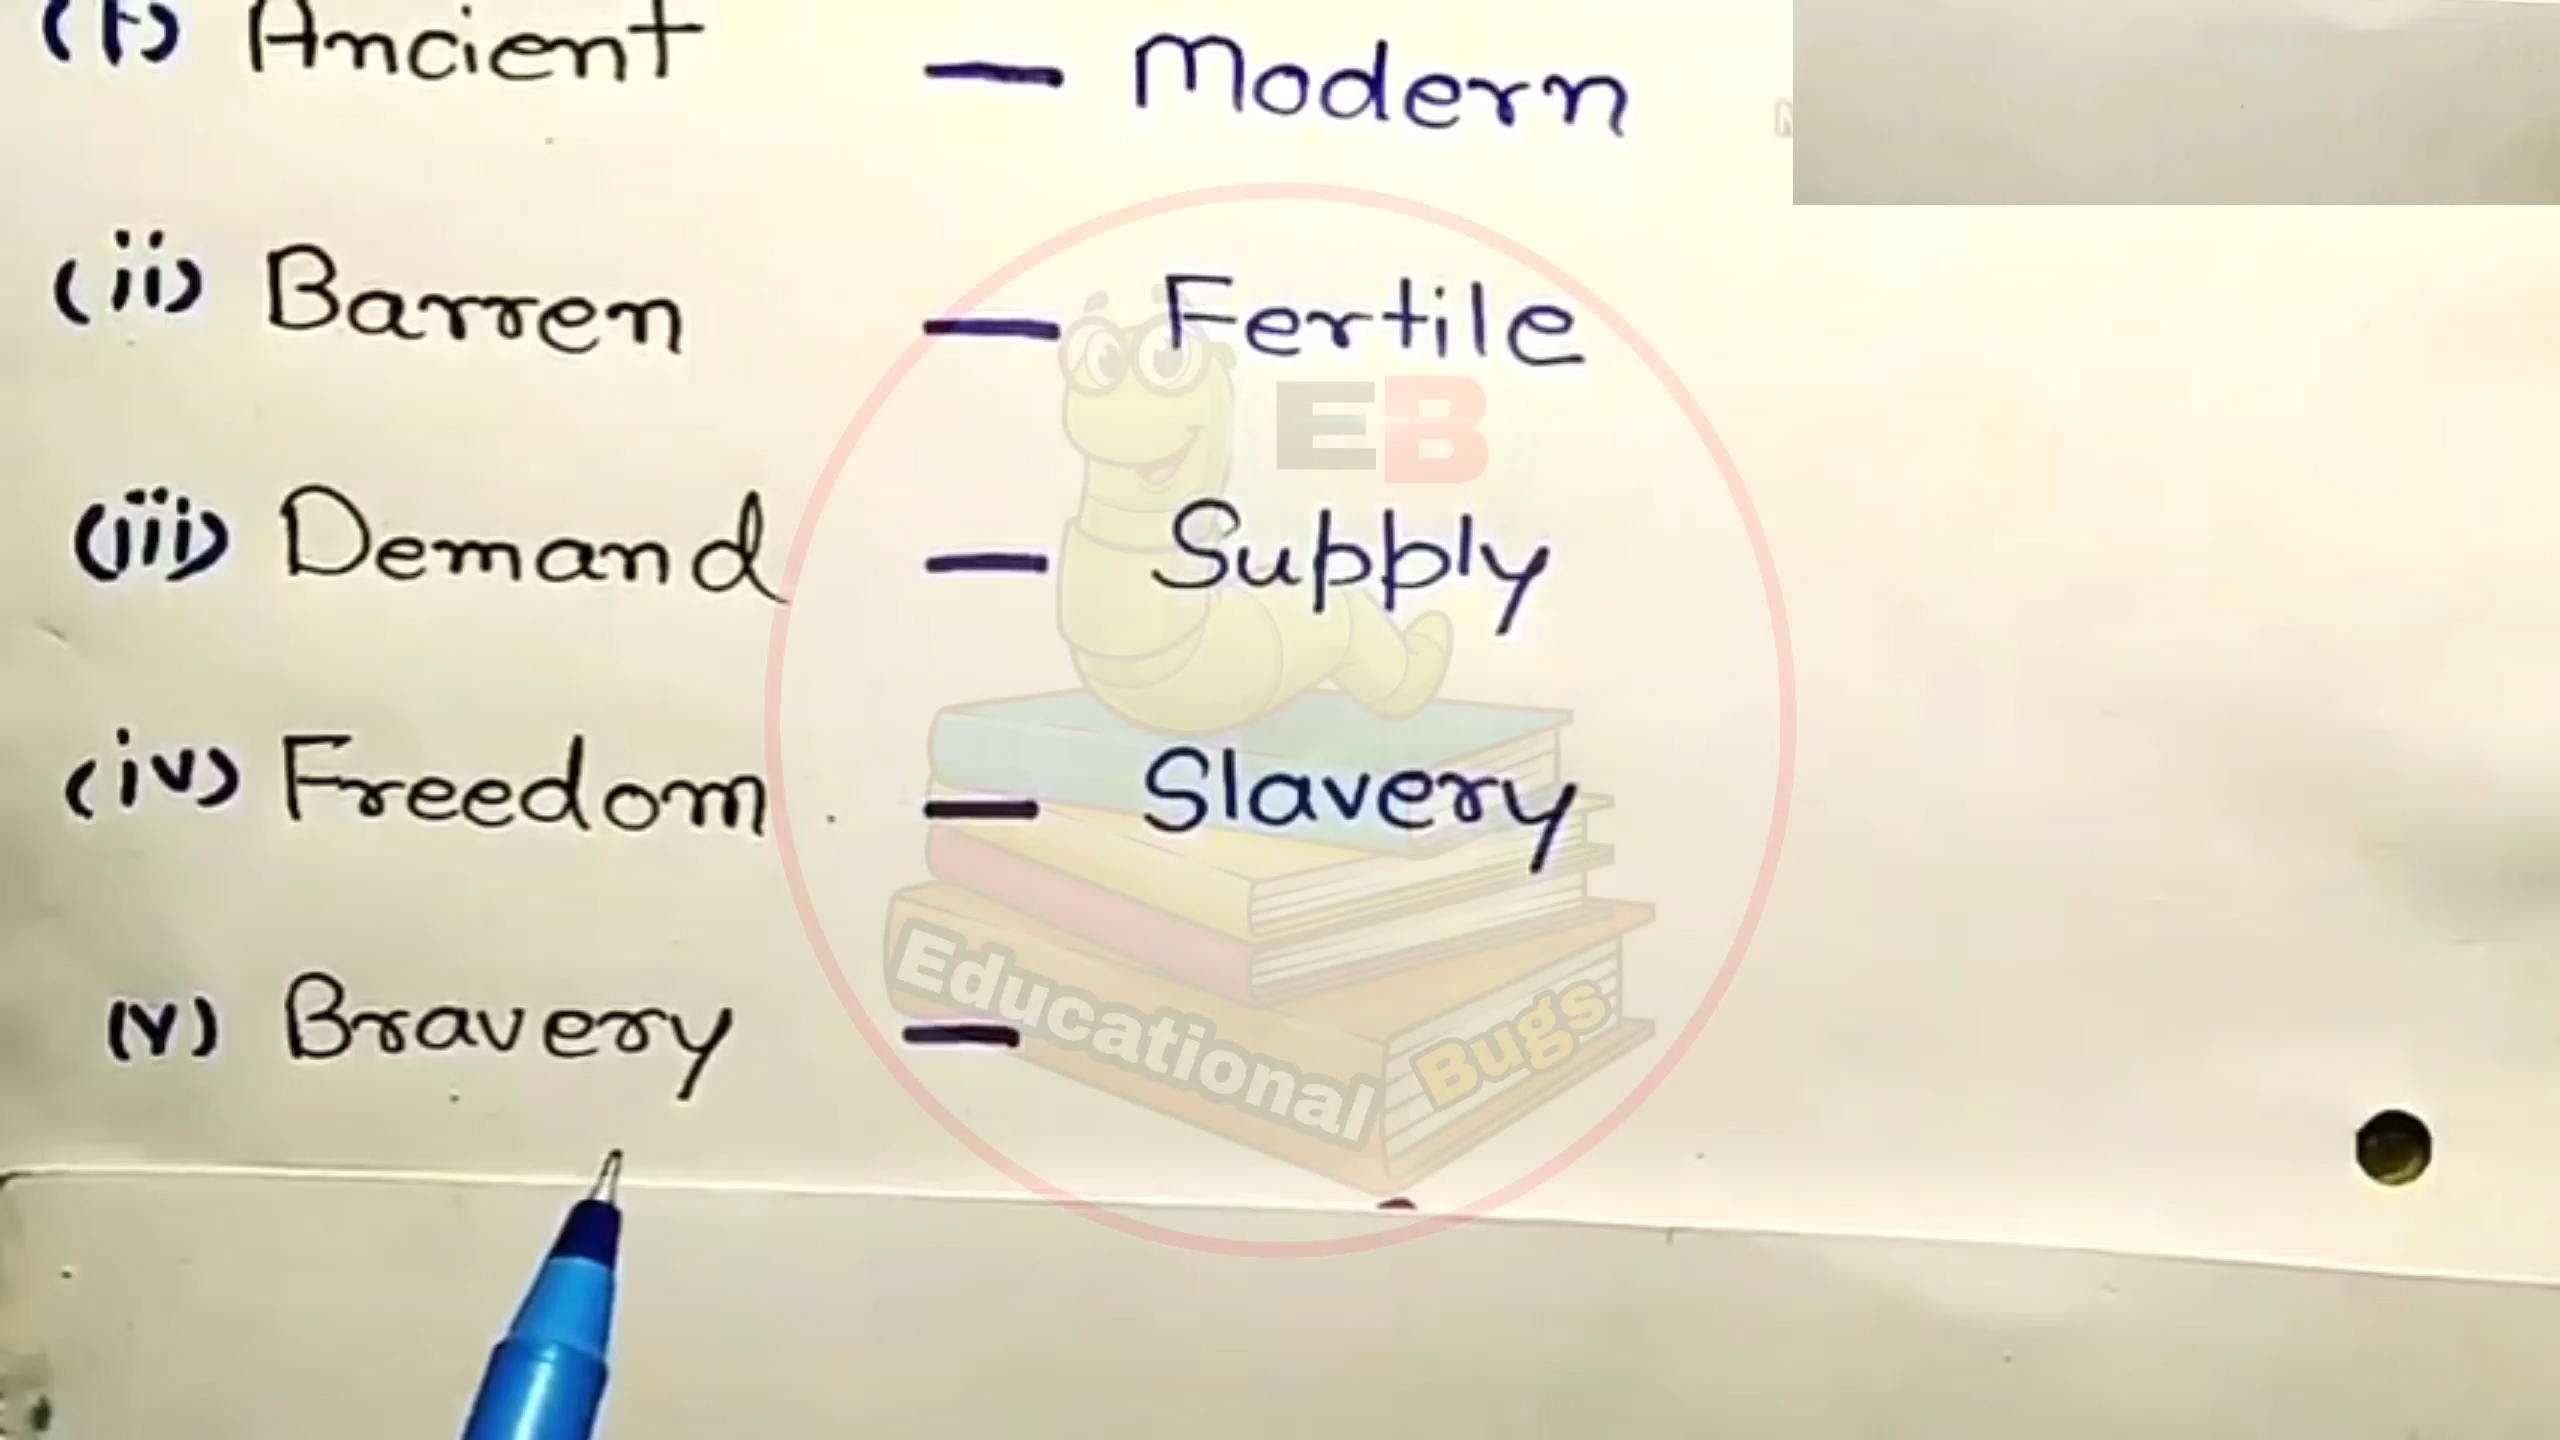 (i) Ancient — Modern
(ii) Barren — Fertile
EB
(iii) Demand — Supply
(iv) Freedom — Slavery
(v) Bravery —
Educational Bugs